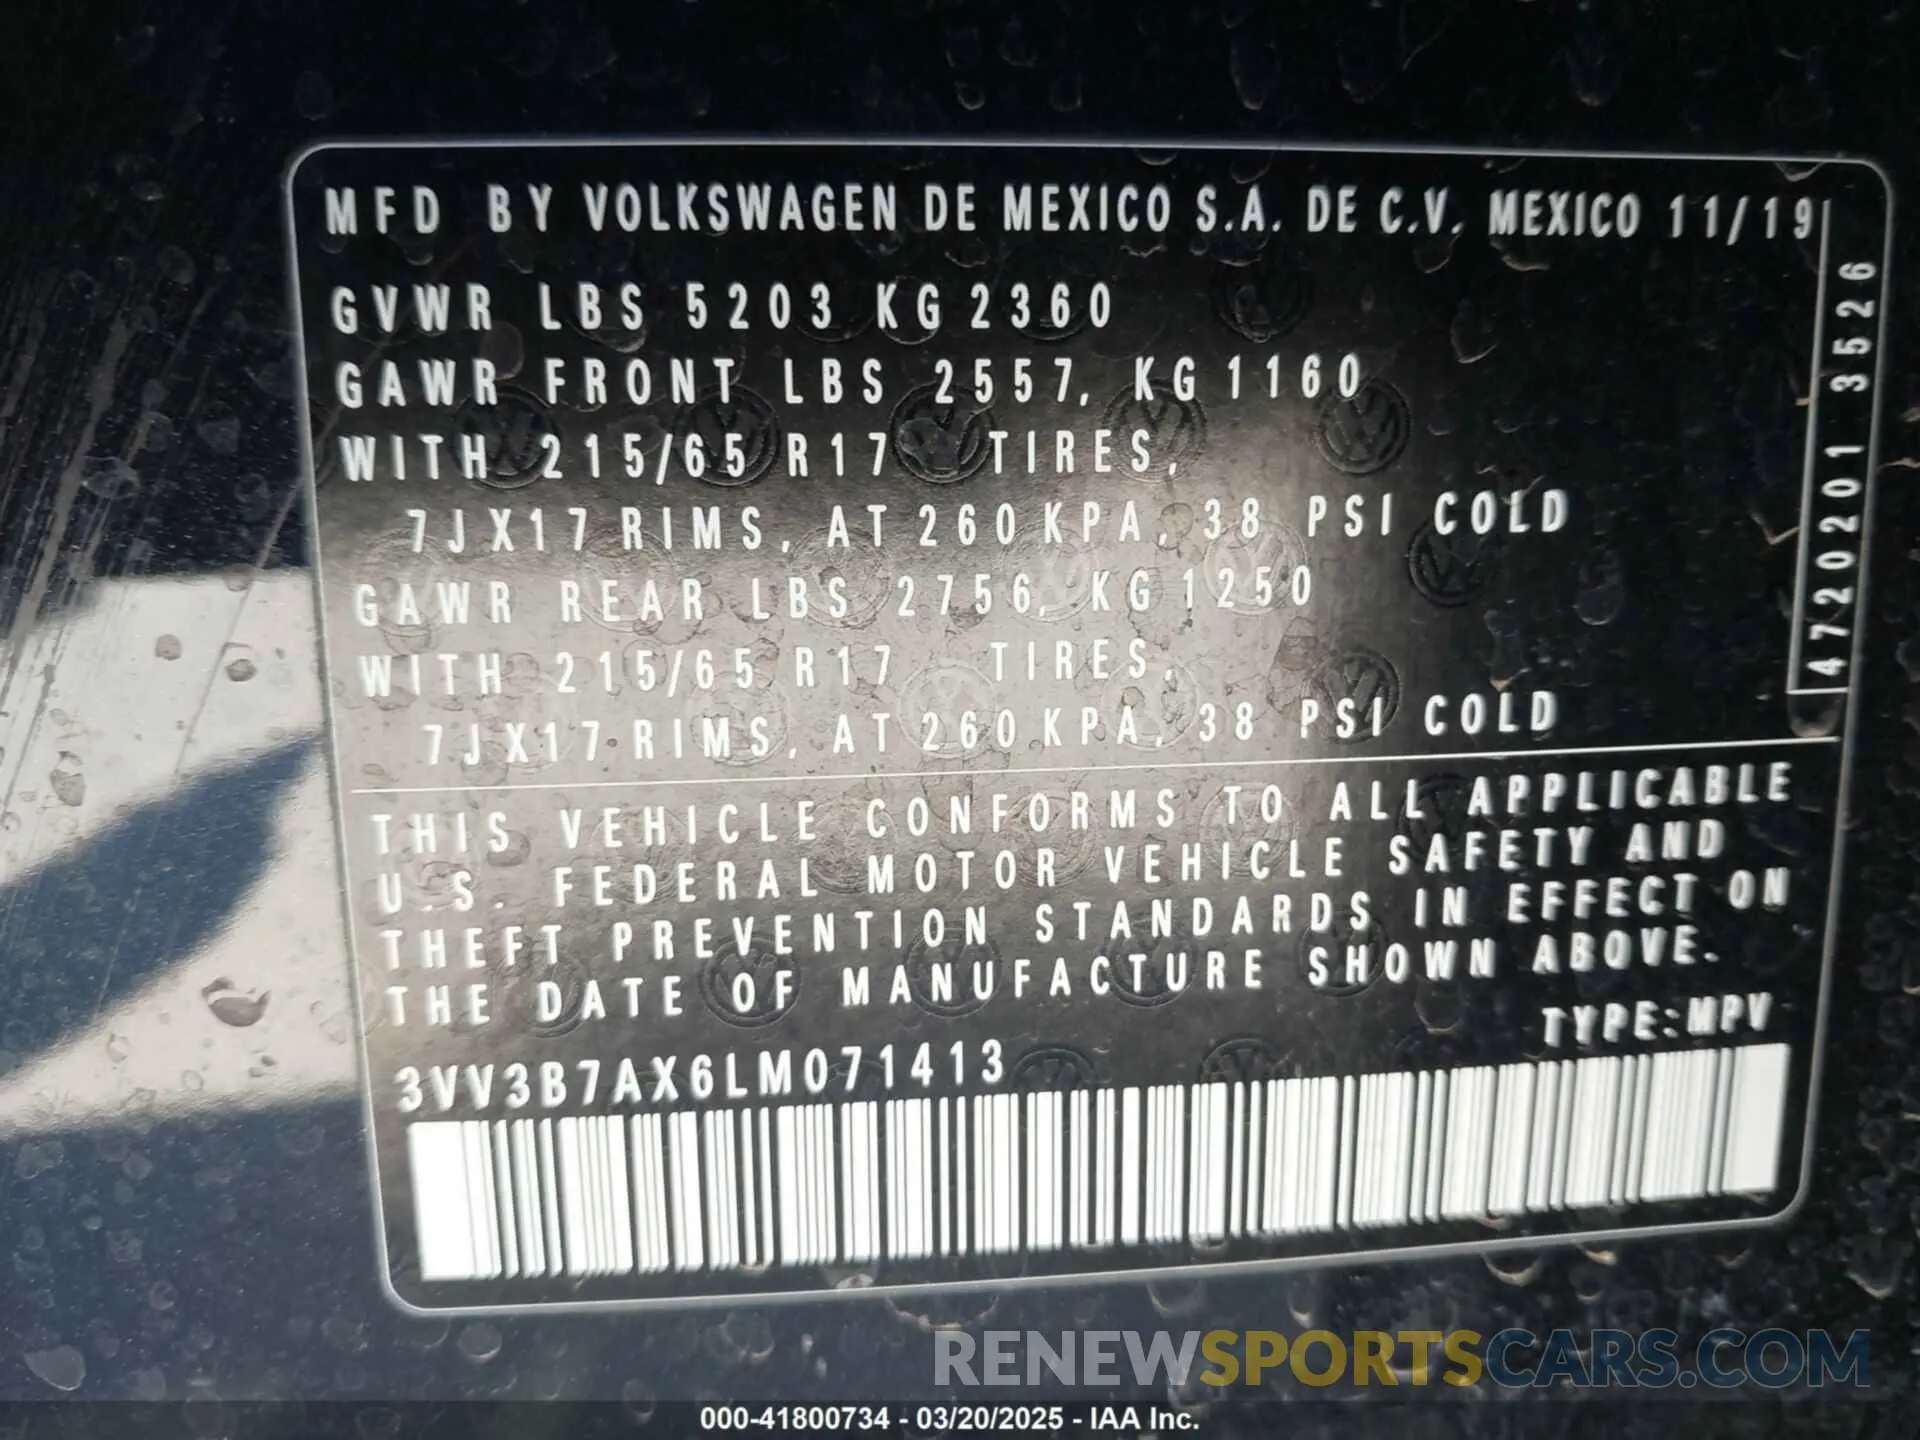 MFD BY VOLKSWAGEN DE MEXICO S.A. DE C.V. MEXICO 11/19
GVWR LBS 5203 KG 2360
GAWR FRONT LBS 2557, KG 1160
WITH 215/65 R17 TIRES,
7JX17 RIMS, AT 260 KPA, 38 PSI COLD
GAWR REAR LBS 2756, KG 1250
WITH 215/65 R17 TIRES,
7JX17 RIMS, AT 260 KPA, 38 PSI COLD
4720201 3526
THIS VEHICLE CONFORMS TO ALL APPLICABLE
U.S. FEDERAL MOTOR VEHICLE SAFETY AND
THEFT PREVENTION STANDARDS IN EFFECT ON
THE DATE OF MANUFACTURE SHOWN ABOVE.
TYPE:MPV
3VV3B7AX6LM071413
RENEWSPORTSCARS.COM
000-41800734 - 03/20/2025 - IAA Inc.